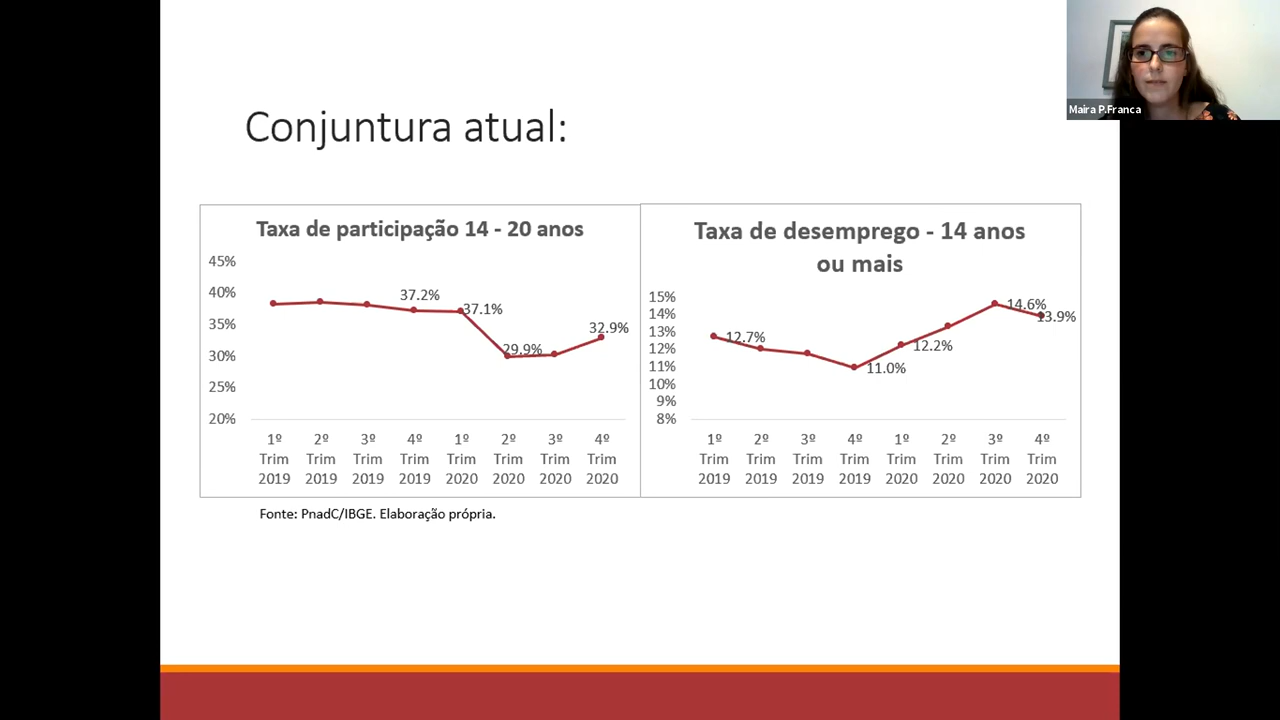 Maira P.Franca
Conjuntura atual:
Taxa de participação 14 - 20 anos
45%
40%
35%
30%
25%
20%
37.2%
37.1%
29.9%
32.9%
1º Trim 2019
2º Trim 2019
3º Trim 2019
4º Trim 2019
1º Trim 2020
2º Trim 2020
3º Trim 2020
4º Trim 2020
Taxa de desemprego - 14 anos
ou mais
15%
14%
13%
12%
11%
10%
9%
8%
12.7%
11.0%
12.2%
14.6%
13.9%
1º Trim 2019
2º Trim 2019
3º Trim 2019
4º Trim 2019
1º Trim 2020
2º Trim 2020
3º Trim 2020
4º Trim 2020
Fonte: PnadC/IBGE. Elaboração própria.